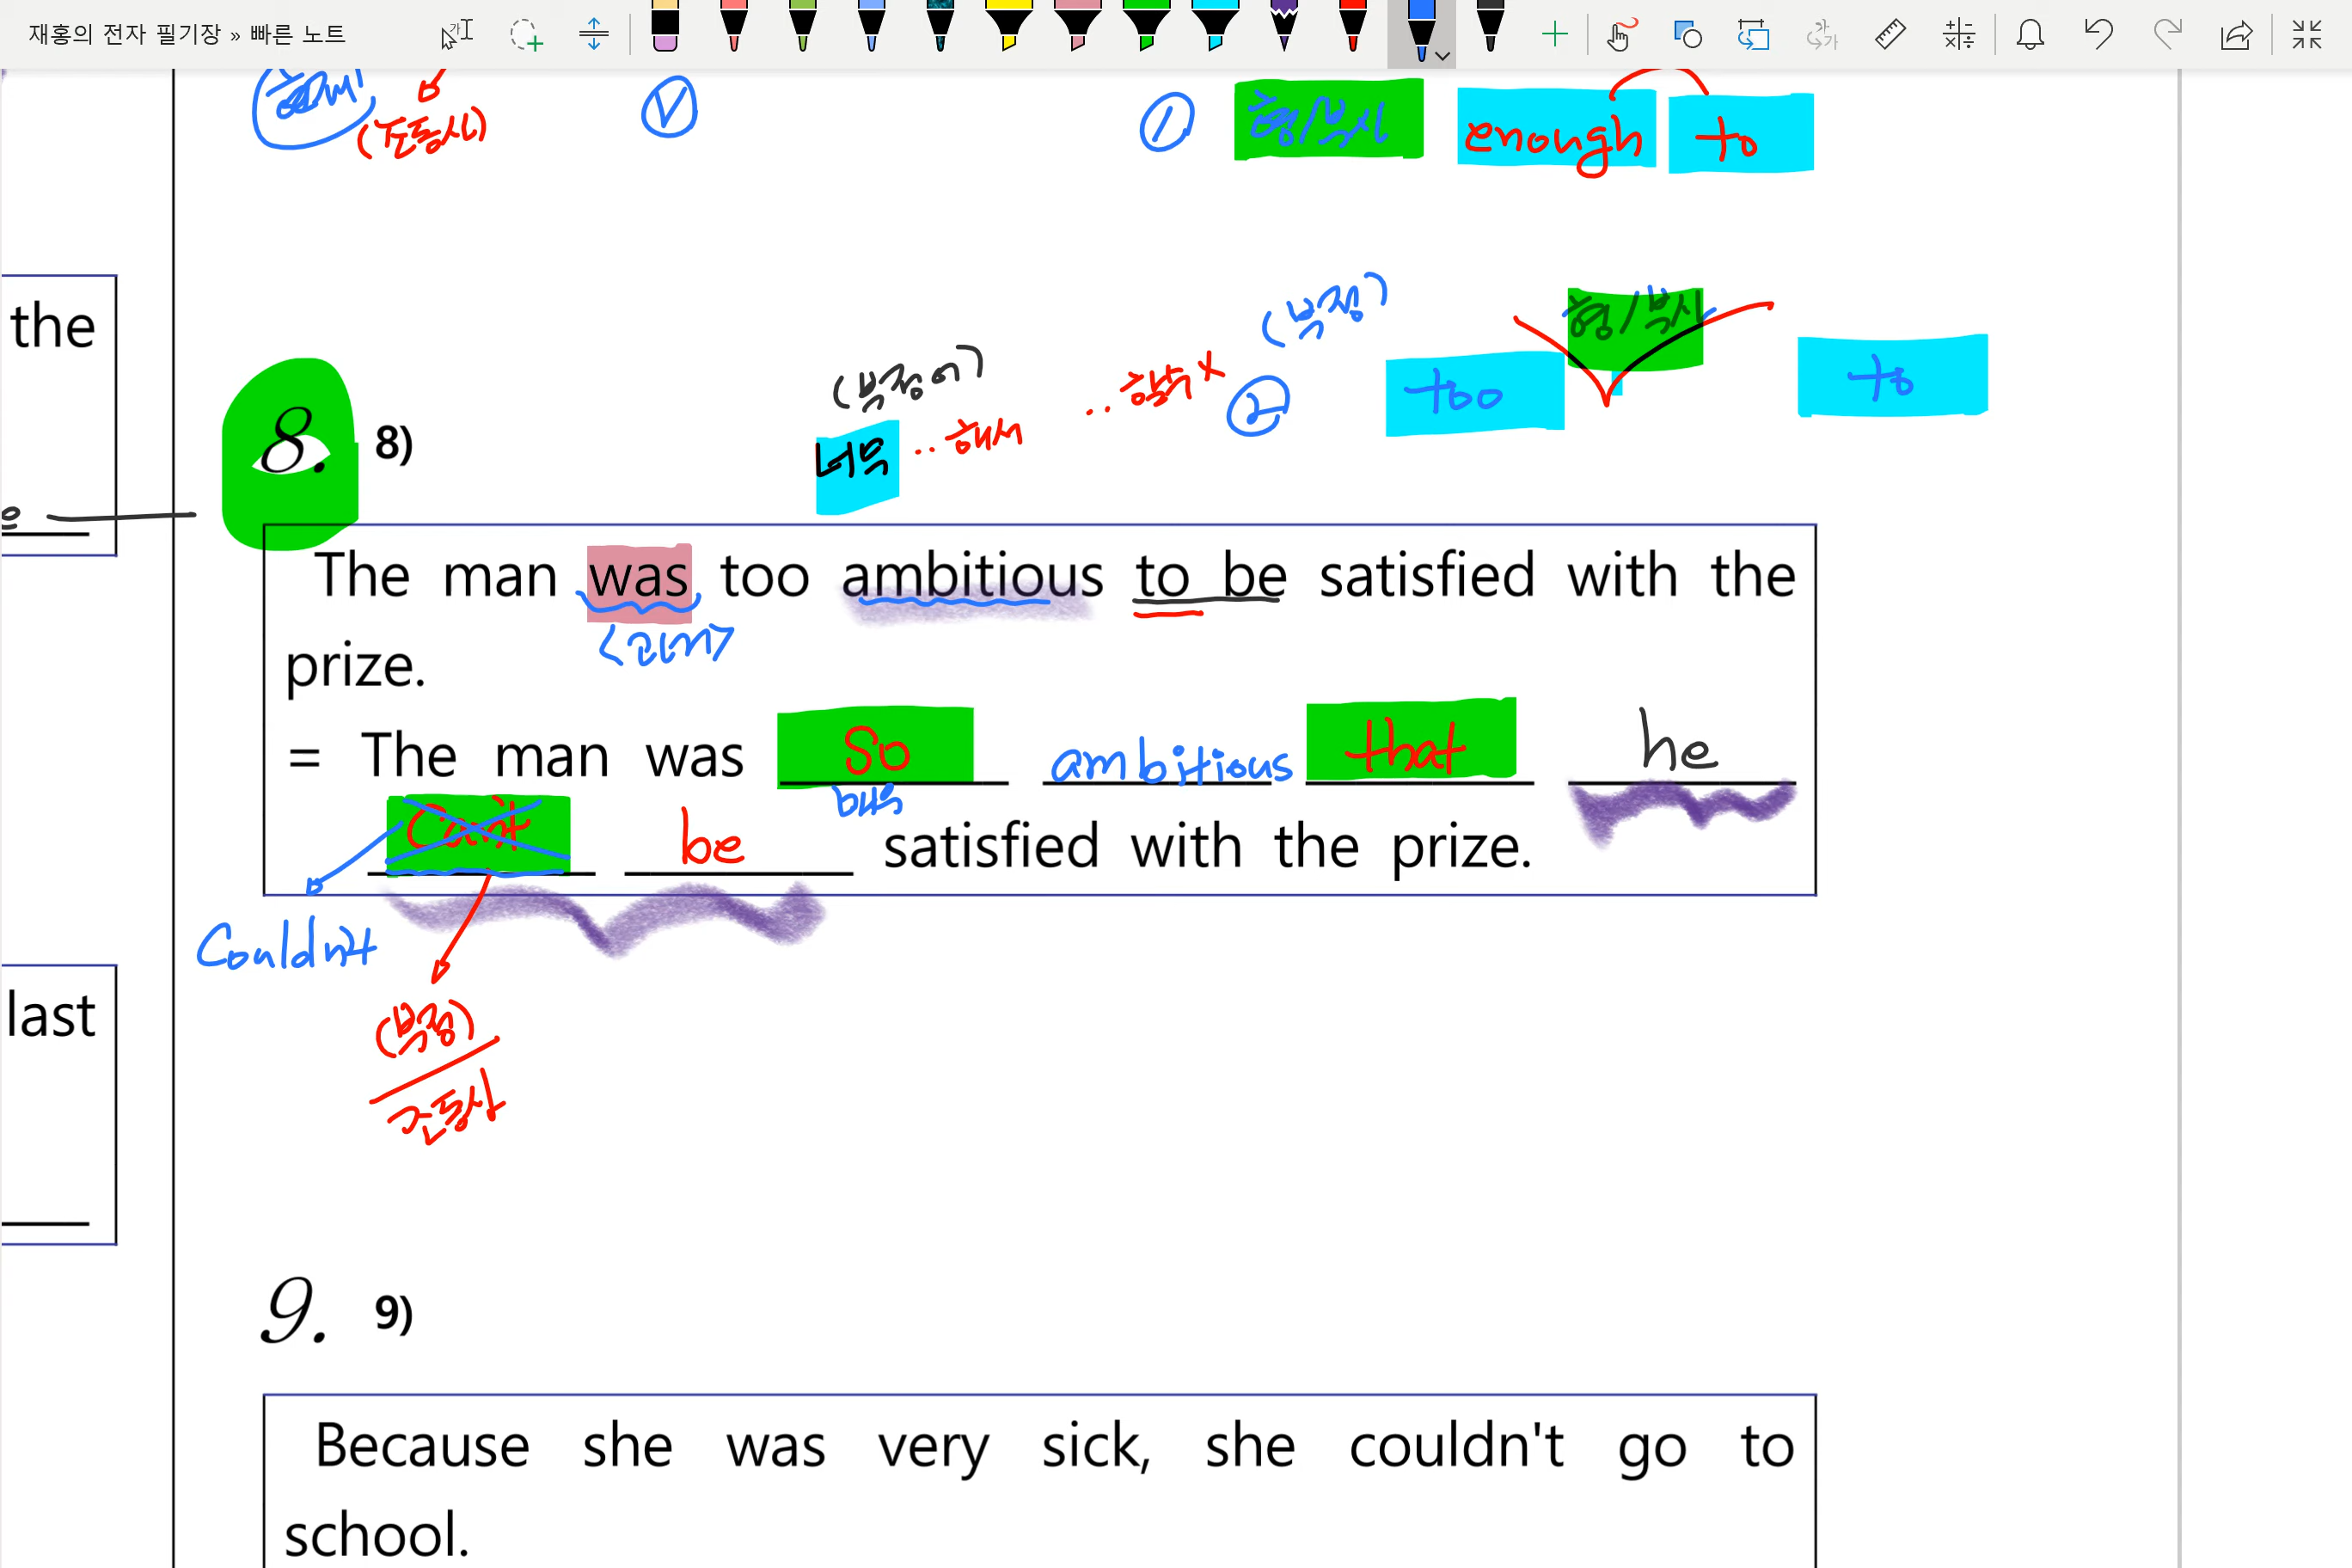 재홍의 전자 필기장 » 빠른 노트
(조동사)
V
① 형/부사 enough to
the
(부정)
형/부사
(부정어)
.. 할수 X ② too to
8. 8)
너무 .. 해서
e
The man was too ambitious to be satisfied with the
<과거>
prize.
= The man was so ambitious that he
너무
can't be satisfied with the prize.
couldn't
last
(부정)
조동사
9. 9)
Because she was very sick, she couldn't go to
school.